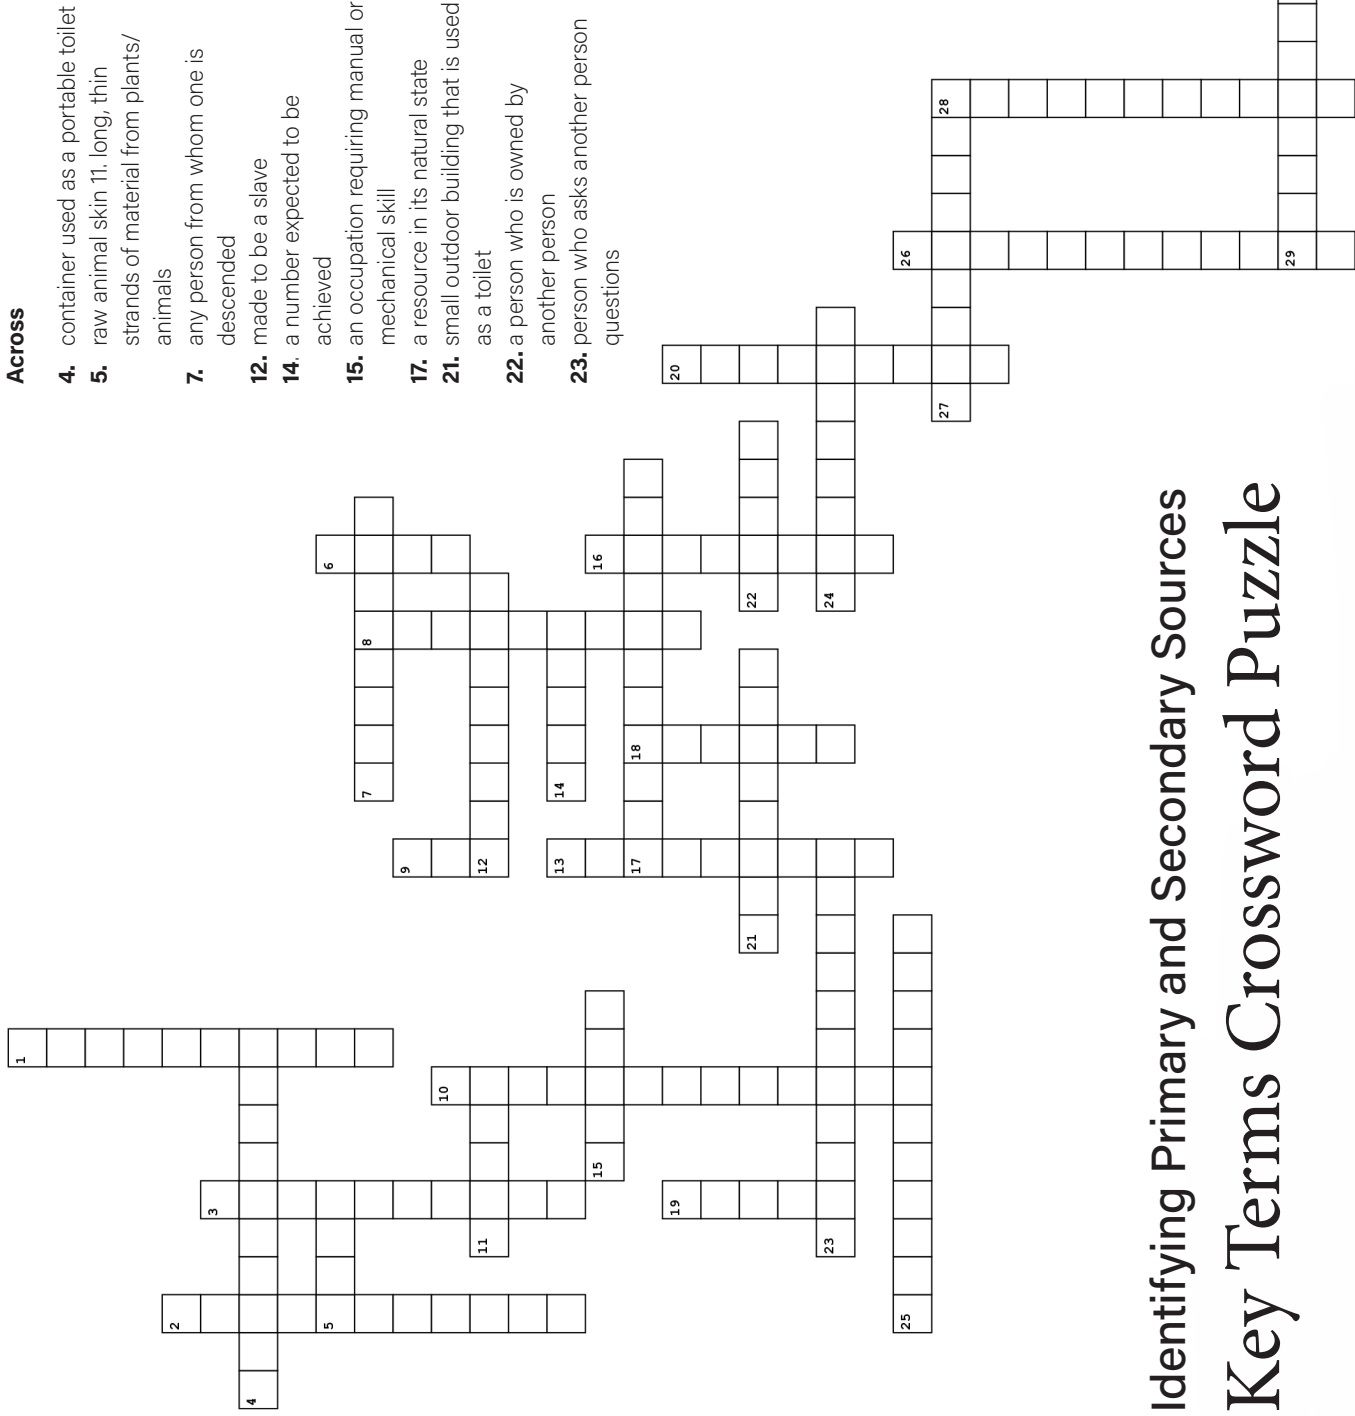 Identifying Primary and Secondary Sources
Key Terms Crossword Puzzle
Across
4. container used as a portable toilet
5. raw animal skin 11. long, thin
strands of material from plants/
animals
7. any person from whom one is
descended
12. made to be a slave
14. a number expected to be
achieved
15. an occupation requiring manual or
mechanical skill
17. a resource in its natural state
21. small outdoor building that is used
as a toilet
22. a person who is owned by
another person
23. person who asks another person
questions
1
2
3
4
5
6
7
8
9
10
11
12
13
14
15
16
17
18
19
20
21
22
23
24
25
26
27
28
29